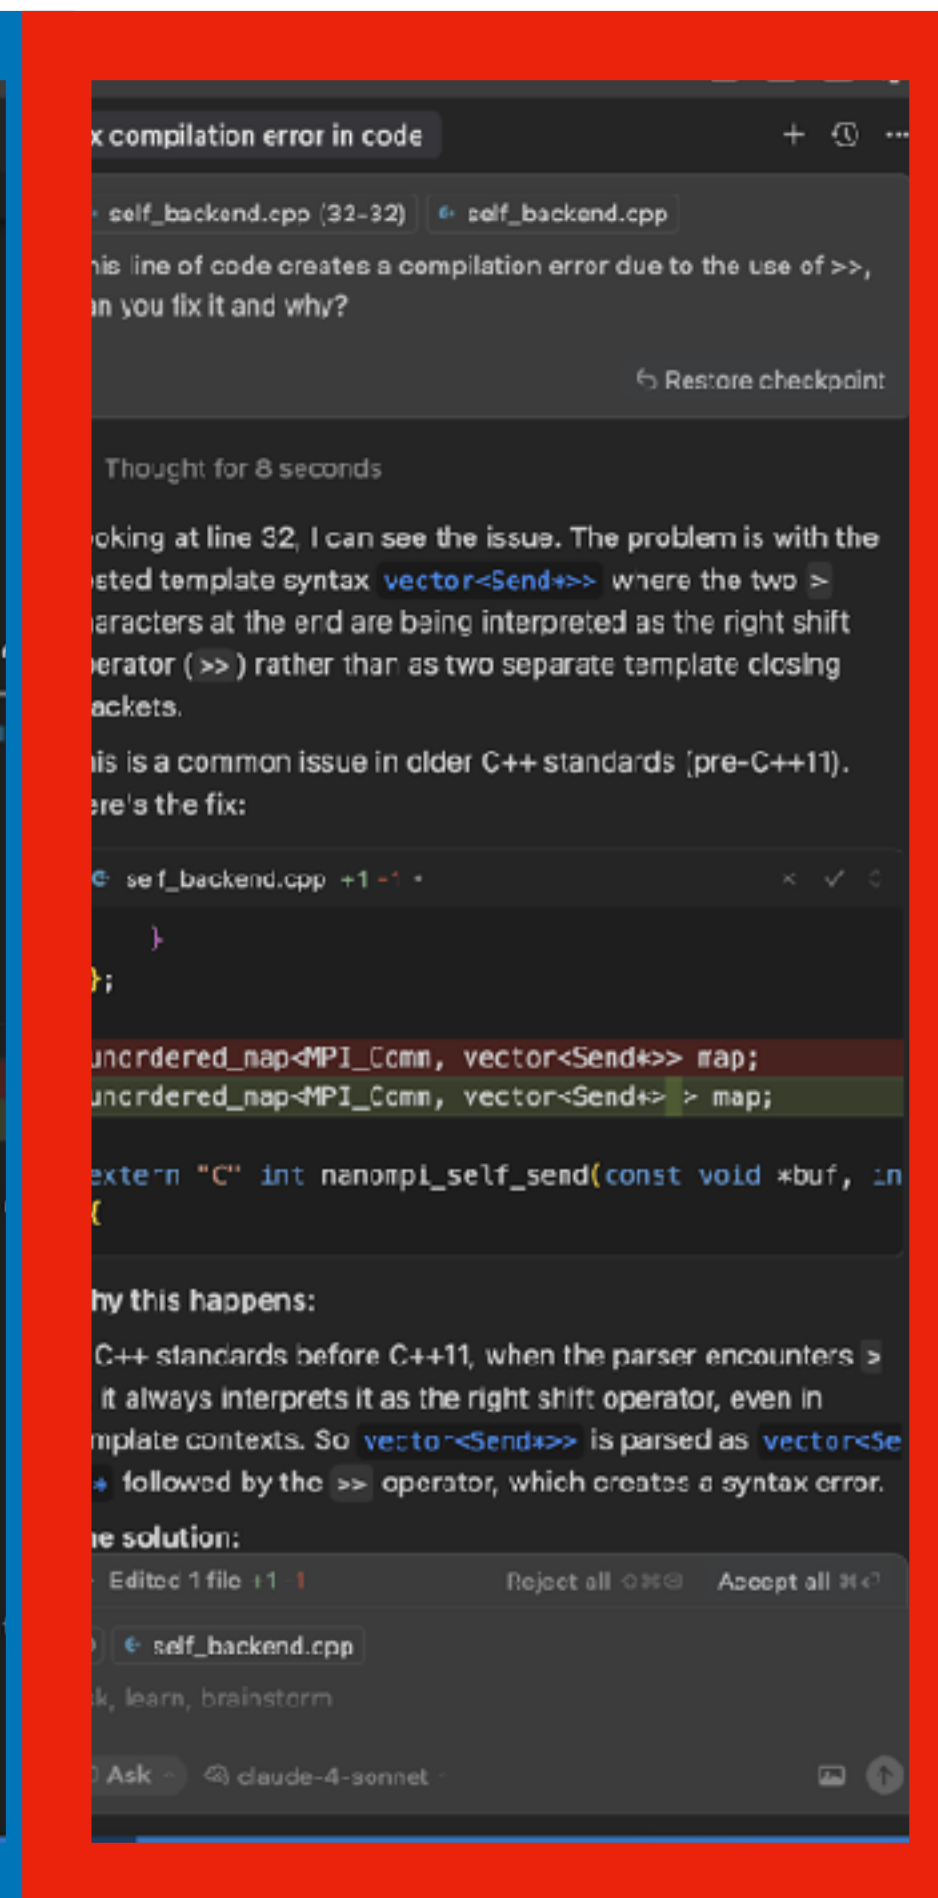 x compilation error in code
self_backend.cpp (32-32) self_backend.cpp
his line of code creates a compilation error due to the use of >>,
an you fix it and why?
Restore checkpoint
Thought for 8 seconds
oking at line 32, I can see the issue. The problem is with the
sted template syntax vector<Send*>> where the two >
aracters at the end are being interpreted as the right shift
erator (>>) rather than as two separate template closing
ackets.
his is a common issue in older C++ standards (pre-C++11).
ere's the fix:
self_backend.cpp +1 -1
}
};
unordered_map<MPI_Comm, vector<Send*>> map;
unordered_map<MPI_Comm, vector<Send*> > map;
extern "C" int nanompi_self_send(const void *buf, in
{
hy this happens:
C++ standards before C++11, when the parser encounters >
it always interprets it as the right shift operator, even in
mplate contexts. So vector<Send*>> is parsed as vector<Se
* followed by the >> operator, which creates a syntax error.
he solution:
Edited 1 file +1 -1 Reject all Accept all
self_backend.cpp
k, learn, brainstorm
Ask claude-4-sonnet